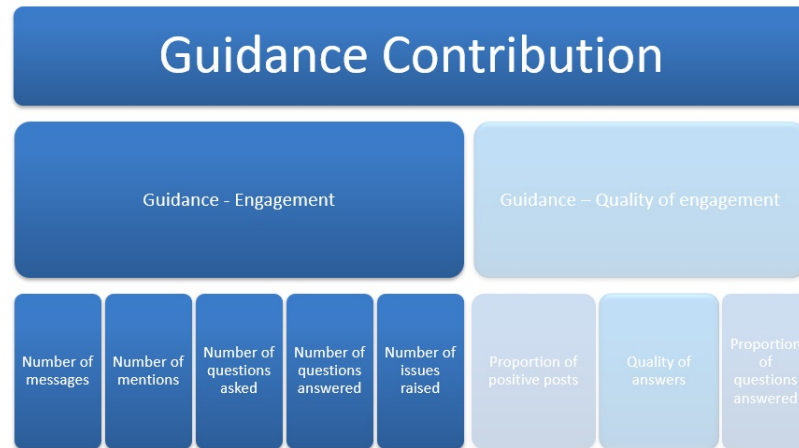 Guidance Contribution
Guidance - Engagement
Guidance – Quality of engagement
Number of
messages
Number of
mentions
Number of
questions
asked
Number of
questions
answered
Number of
issues
raised
Proportion of
positive posts
Quality of
answers
Proportion
of
questions
answered